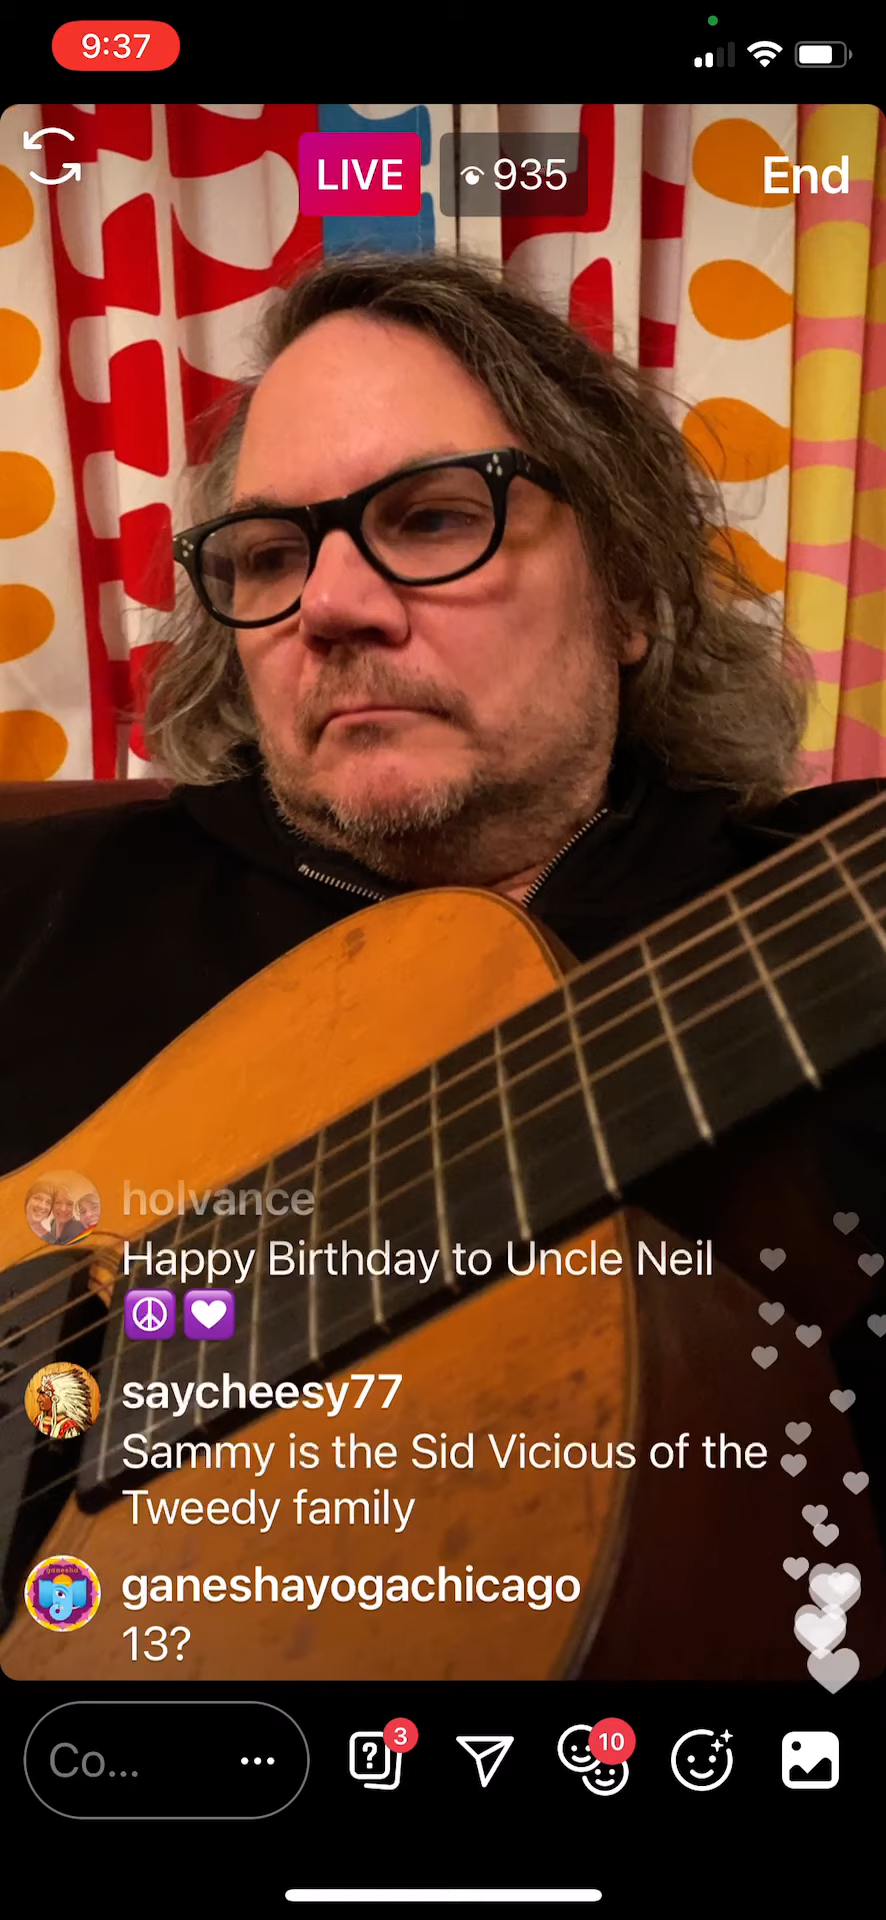 9:37
LIVE
935
End
holvance
Happy Birthday to Uncle Neil
☮️💜
saycheesy77
Sammy is the Sid Vicious of the
Tweedy family
ganeshayogachicago
13?
Co...
3
10